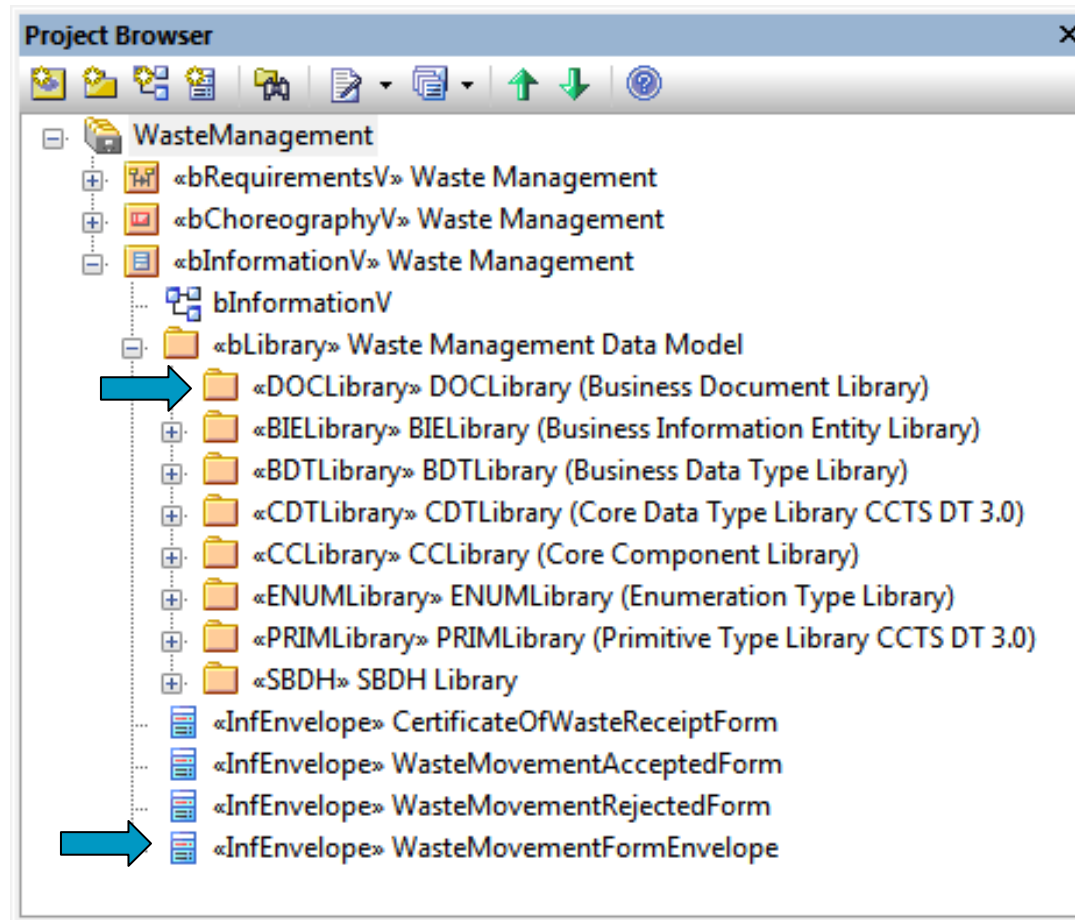 Project Browser
WasteManagement
«bRequirementsV» Waste Management
«bChoreographyV» Waste Management
«bInformationV» Waste Management
bInformationV
«bLibrary» Waste Management Data Model
«DOCLibrary» DOCLibrary (Business Document Library)
«BIELibrary» BIELibrary (Business Information Entity Library)
«BDTLibrary» BDTLibrary (Business Data Type Library)
«CDTLibrary» CDTLibrary (Core Data Type Library CCTS DT 3.0)
«CCLibrary» CCLibrary (Core Component Library)
«ENUMLibrary» ENUMLibrary (Enumeration Type Library)
«PRIMLibrary» PRIMLibrary (Primitive Type Library CCTS DT 3.0)
«SBDH» SBDH Library
«InfEnvelope» CertificateOfWasteReceiptForm
«InfEnvelope» WasteMovementAcceptedForm
«InfEnvelope» WasteMovementRejectedForm
«InfEnvelope» WasteMovementFormEnvelope